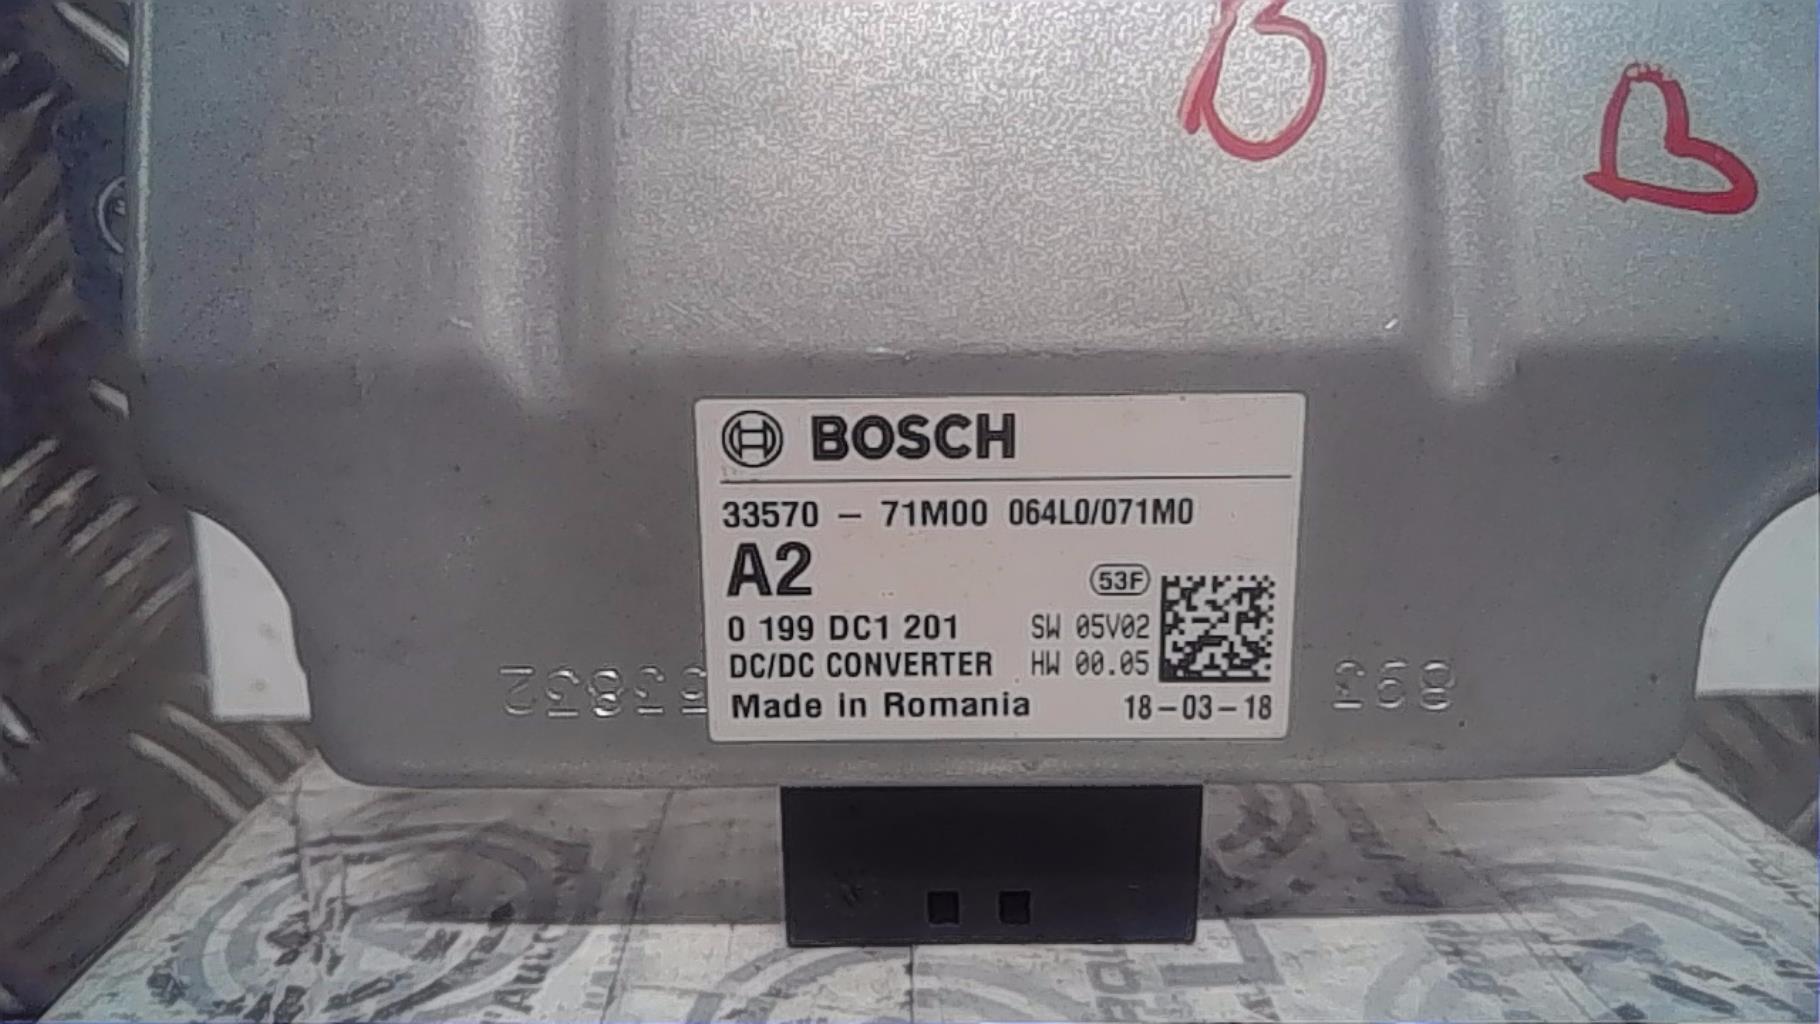 B
BOSCH
33570 - 71M00 064L0/071M0
A2
53F
0 199 DC1 201 SW 05V02
DC/DC CONVERTER HW 00.05
Made in Romania 18-03-18